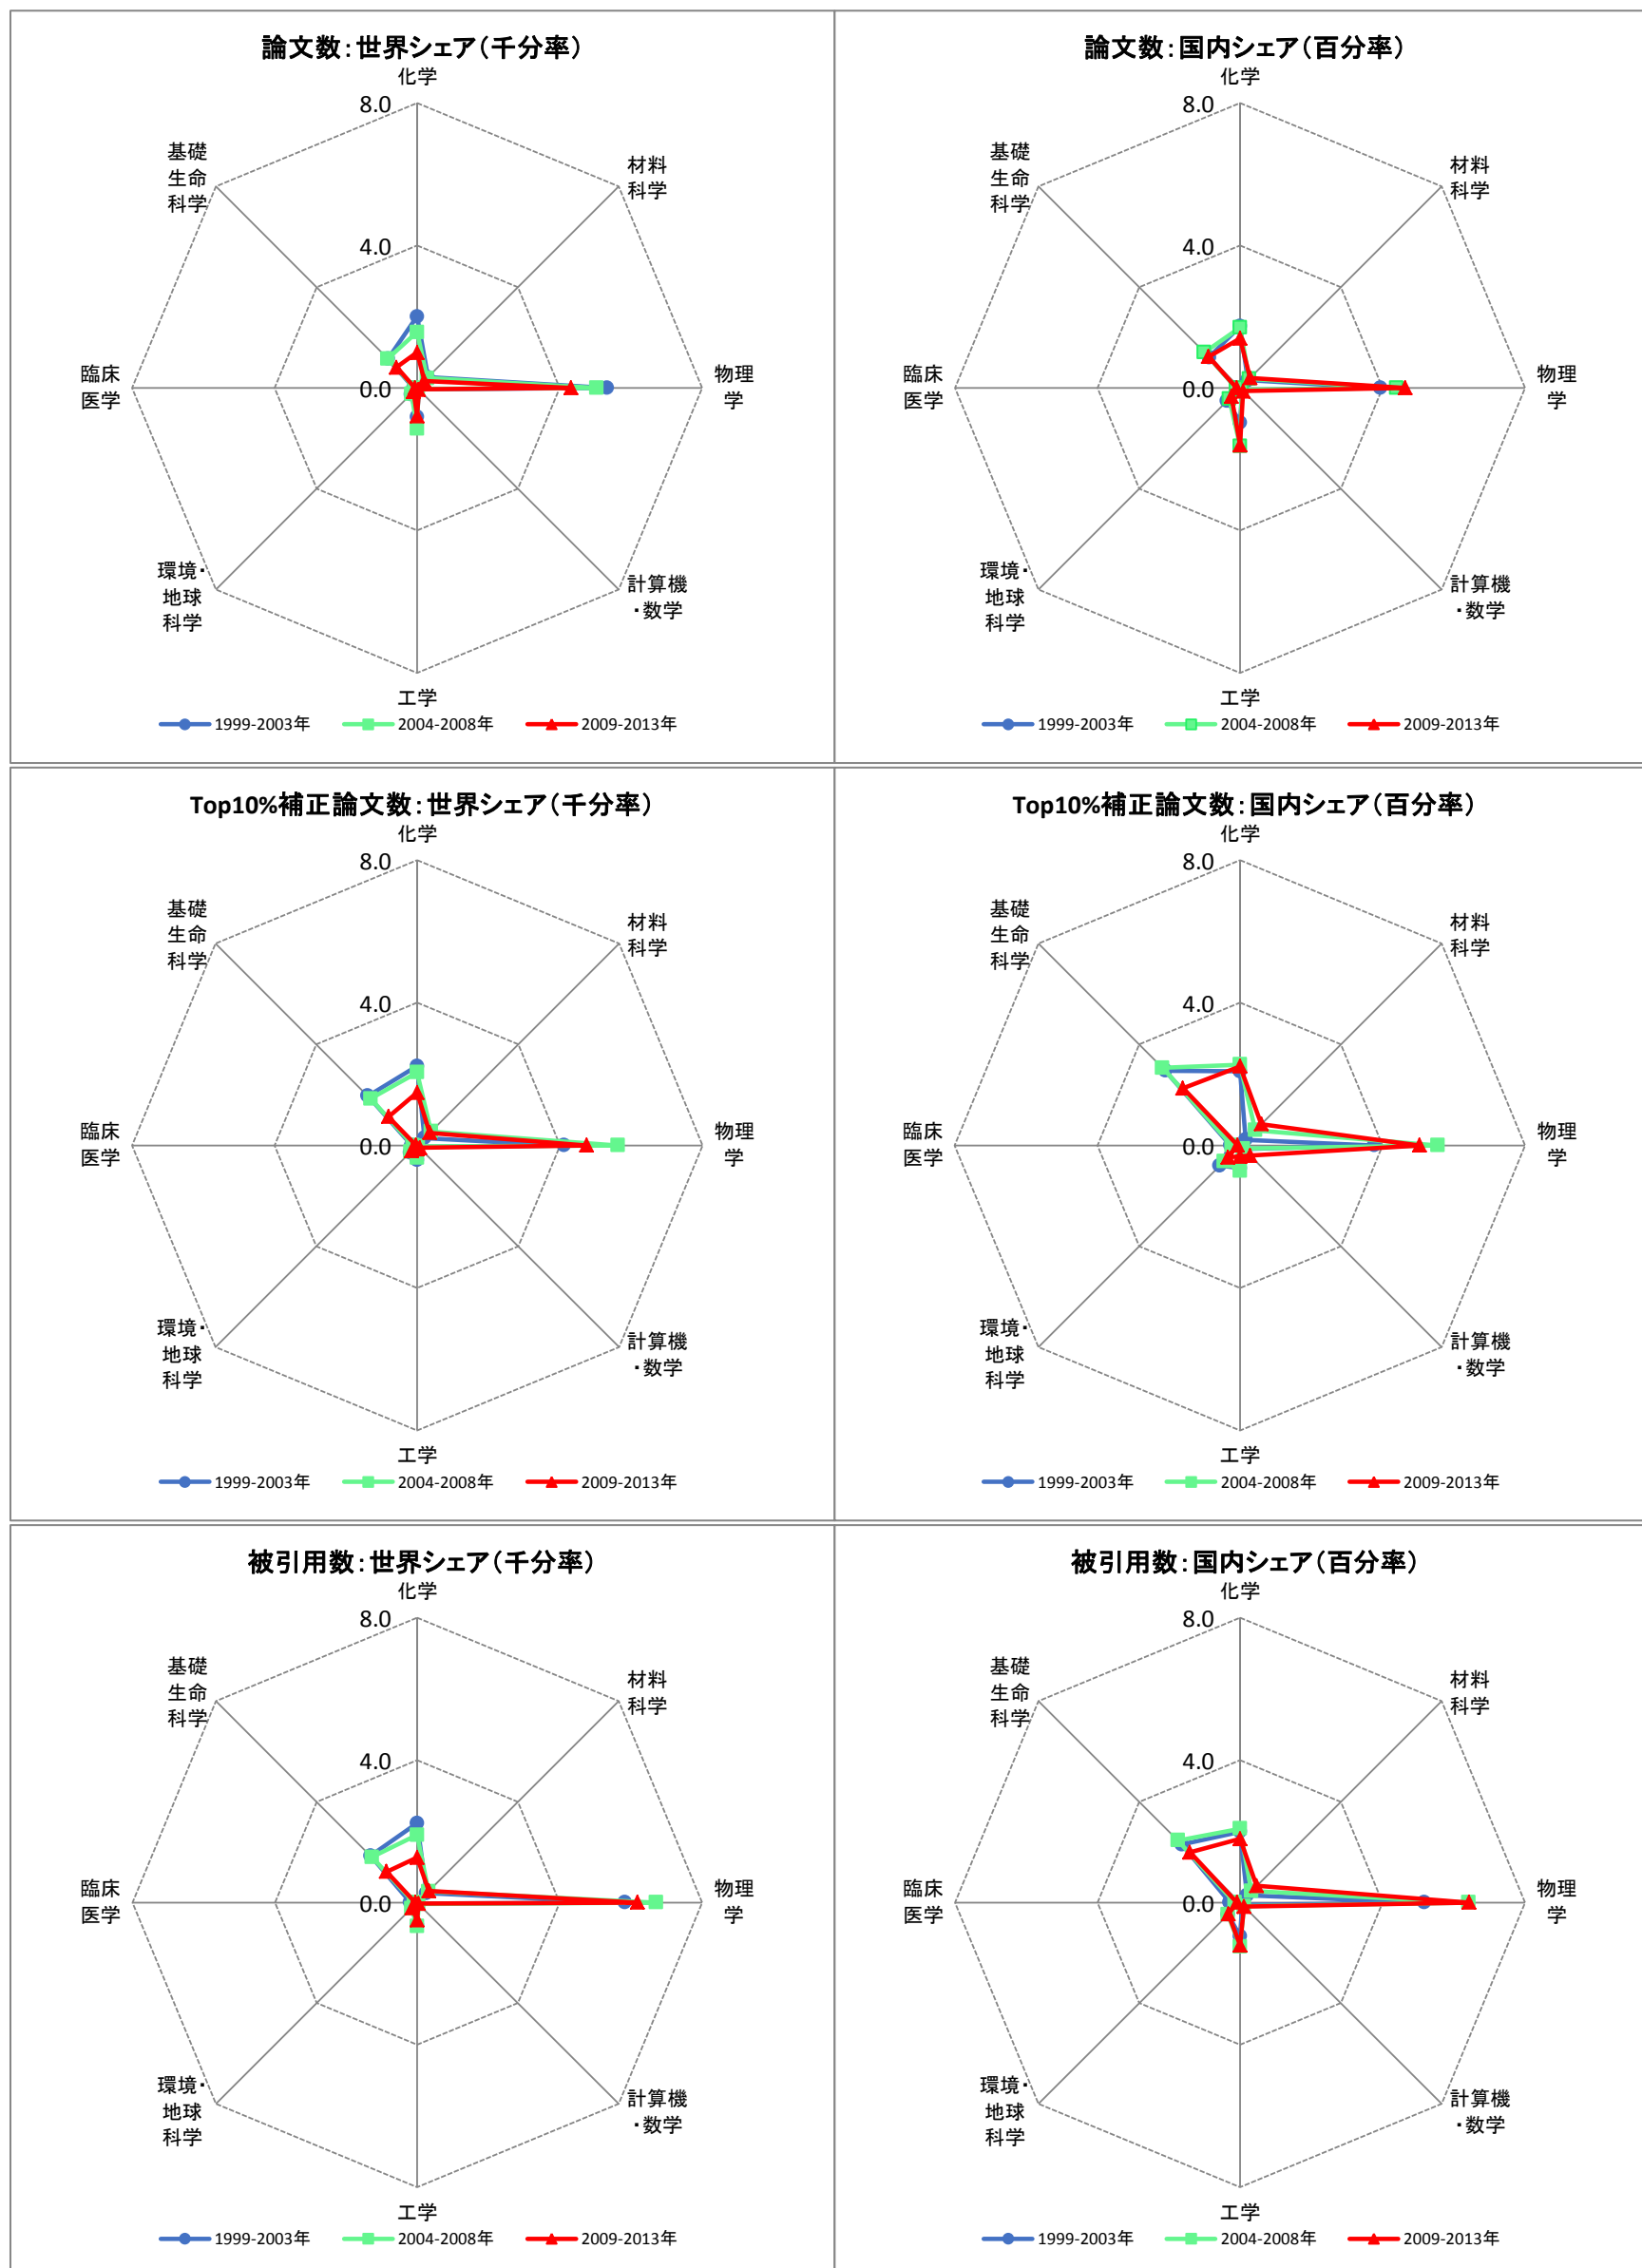 論文数：世界シェア（千分率）
化学
8.0
基礎
生命
科学
材料
科学
4.0
臨床
医学
0.0
物理
学
環境・
地球
科学
計算機
・数学
工学
1999-2003年 2004-2008年 2009-2013年
論文数：国内シェア（百分率）
化学
8.0
基礎
生命
科学
材料
科学
4.0
臨床
医学
0.0
物理
学
環境・
地球
科学
計算機
・数学
工学
1999-2003年 2004-2008年 2009-2013年
Top10%補正論文数：世界シェア（千分率）
化学
8.0
基礎
生命
科学
材料
科学
4.0
臨床
医学
0.0
物理
学
環境・
地球
科学
計算機
・数学
工学
1999-2003年 2004-2008年 2009-2013年
Top10%補正論文数：国内シェア（百分率）
化学
8.0
基礎
生命
科学
材料
科学
4.0
臨床
医学
0.0
物理
学
環境・
地球
科学
計算機
・数学
工学
1999-2003年 2004-2008年 2009-2013年
被引用数：世界シェア（千分率）
化学
8.0
基礎
生命
科学
材料
科学
4.0
臨床
医学
0.0
物理
学
環境・
地球
科学
計算機
・数学
工学
1999-2003年 2004-2008年 2009-2013年
被引用数：国内シェア（百分率）
化学
8.0
基礎
生命
科学
材料
科学
4.0
臨床
医学
0.0
物理
学
環境・
地球
科学
計算機
・数学
工学
1999-2003年 2004-2008年 2009-2013年